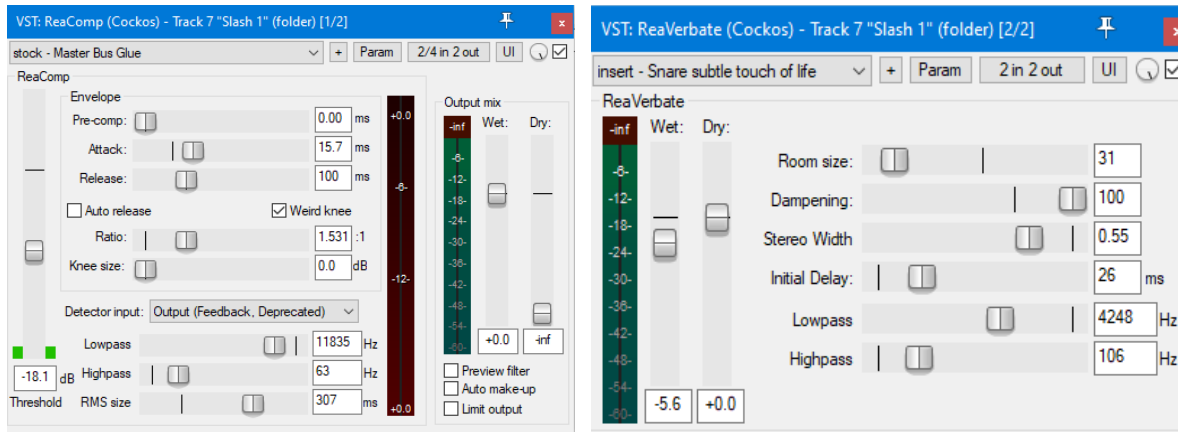 VST: ReaComp (Cockos) - Track 7 "Slash 1" (folder) [1/2]
stock - Master Bus Glue
+
Param
2/4 in 2 out
UI
ReaComp
Envelope
Pre-comp:
0.00 ms
Attack:
15.7 ms
Release:
100 ms
Auto release
Weird knee
Ratio:
1.531 :1
Knee size:
0.0 dB
Detector input: Output (Feedback, Deprecated)
Lowpass
11835 Hz
Highpass
63 Hz
RMS size
307 ms
-18.1 dB
Threshold
+0.0
-6-
-12-
+0.0
Output mix
Wet:
Dry:
-inf
-6-
-12-
-18-
-24-
-30-
-36-
-42-
-48-
-54-
-60-
+0.0
-inf
Preview filter
Auto make-up
Limit output
VST: ReaVerbate (Cockos) - Track 7 "Slash 1" (folder) [2/2]
insert - Snare subtle touch of life
+
Param
2 in 2 out
UI
ReaVerbate
-inf
Wet:
Dry:
-6-
-12-
-18-
-24-
-30-
-36-
-42-
-48-
-54-
-60-
-5.6
+0.0
Room size:
31
Dampening:
100
Stereo Width
0.55
Initial Delay:
26 ms
Lowpass
4248 Hz
Highpass
106 Hz